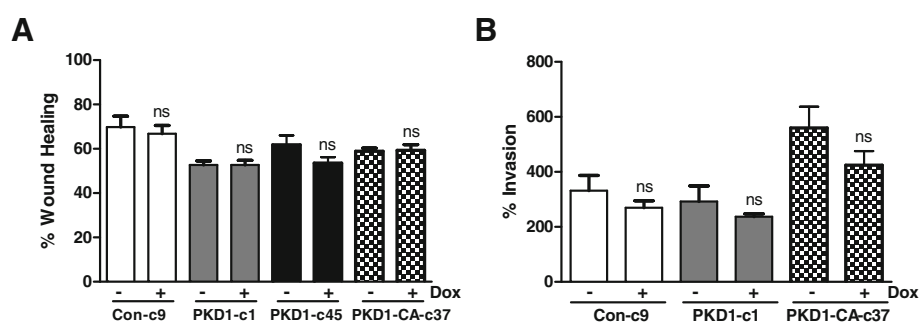 A
% Wound Healing
100
80
60
40
20
0
ns
ns
ns
ns
- + - + - + - + Dox
Con-c9 PKD1-c1 PKD1-c45 PKD1-CA-c37
B
% Invasion
800
600
400
200
0
ns
ns
ns
- + - + - + Dox
Con-c9 PKD1-c1 PKD1-CA-c37